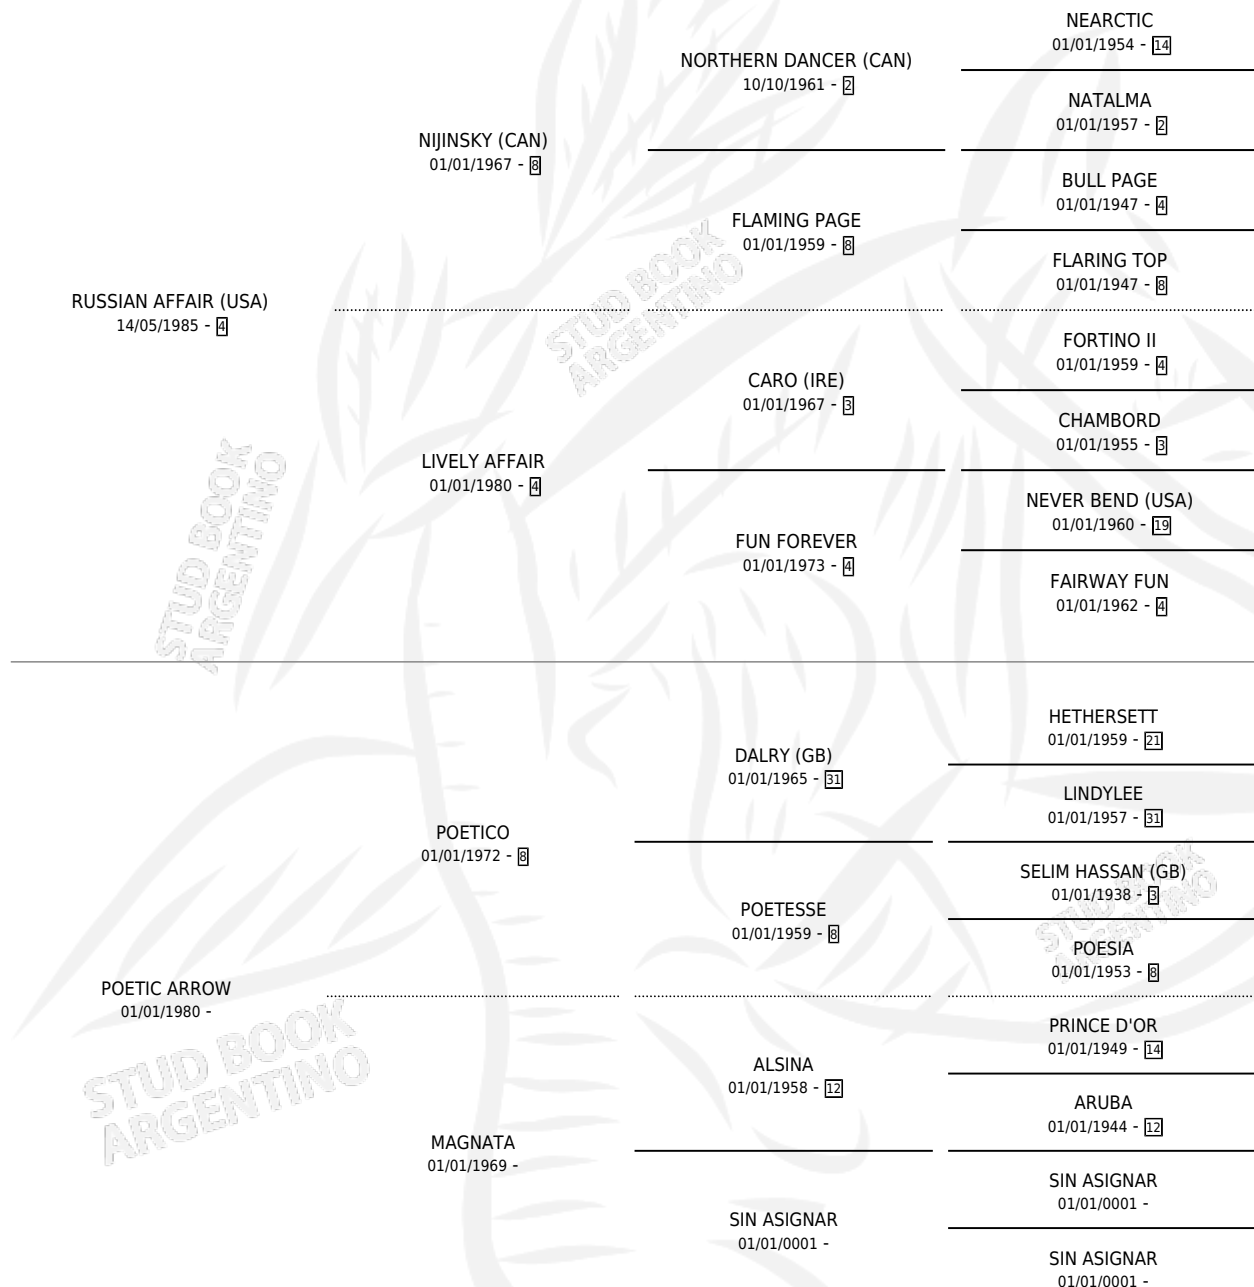 NEARCTIC
01/01/1954 - 14
NORTHERN DANCER (CAN)
10/10/1961 - 2
NATALMA
01/01/1957 - 2
NIJINSKY (CAN)
01/01/1967 - 8
BULL PAGE
01/01/1947 - 4
FLAMING PAGE
01/01/1959 - 8
FLARING TOP
01/01/1947 - 8
RUSSIAN AFFAIR (USA)
14/05/1985 - 4
FORTINO II
01/01/1959 - 4
CARO (IRE)
01/01/1967 - 3
CHAMBORD
01/01/1955 - 3
LIVELY AFFAIR
01/01/1980 - 4
NEVER BEND (USA)
01/01/1960 - 19
FUN FOREVER
01/01/1973 - 4
FAIRWAY FUN
01/01/1962 - 4
HETHERSETT
01/01/1959 - 21
DALRY (GB)
01/01/1965 - 31
LINDYLEE
01/01/1957 - 31
POETICO
01/01/1972 - 8
SELIM HASSAN (GB)
01/01/1938 - 3
POETESSE
01/01/1959 - 8
POESIA
01/01/1953 - 8
POETIC ARROW
01/01/1980 -
PRINCE D'OR
01/01/1949 - 14
ALSINA
01/01/1958 - 12
ARUBA
01/01/1944 - 12
MAGNATA
01/01/1969 -
SIN ASIGNAR
01/01/0001 -
SIN ASIGNAR
01/01/0001 -
SIN ASIGNAR
01/01/0001 -
STUD BOOK
ARGENTINO
STUD BOOK
ARGENTINO
STUD BOOK
ARGENTINO
STUD BOOK
ARGENTINO